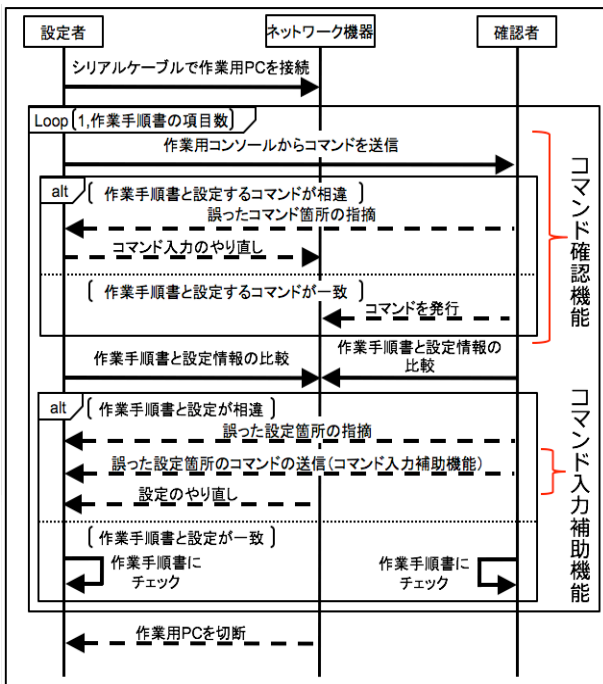 設定者
ネットワーク機器
確認者
シリアルケーブルで作業用PCを接続
Loop [1,作業手順書の項目数]
作業用コンソールからコマンドを送信
alt [作業手順書と設定するコマンドが相違]
誤ったコマンド箇所の指摘
コマンド入力のやり直し
[作業手順書と設定するコマンドが一致]
コマンドを発行
コマンド確認機能
作業手順書と設定情報の比較
作業手順書と設定情報の
比較
alt [作業手順書と設定が相違]
誤った設定箇所の指摘
誤った設定箇所のコマンドの送信(コマンド入力補助機能)
設定のやり直し
コマンド入力補助機能
[作業手順書と設定が一致]
作業手順書に
チェック
作業手順書に
チェック
作業用PCを切断